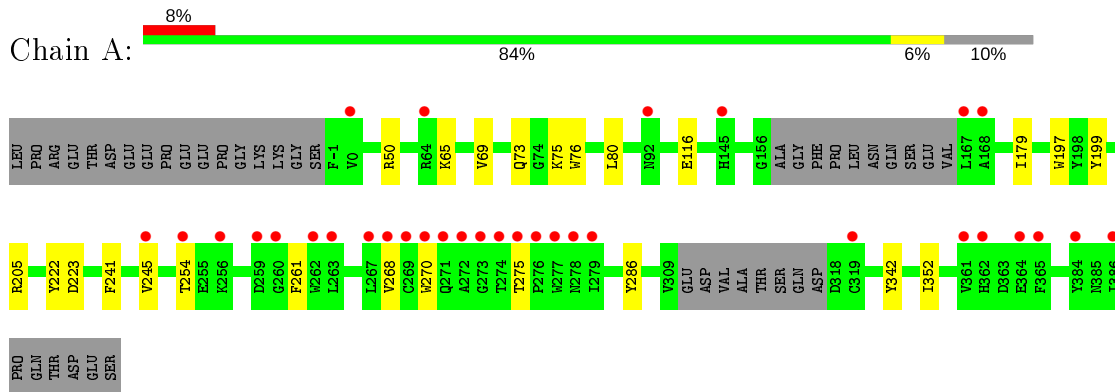 8%
Chain A:
84% 6% 10%
LEU PRO ARG GLU THR ASP GLU GLU PRO GLU GLU PRO GLY LYS LYS GLY SER F-1 V0 R50 R64 K65 V69 Q73 G74 K75 W76 L80 N92 E116 H145 G156 ALA GLY PHE PRO LEU ASN GLN SER GLU VAL L167 A168 I179 W197 Y198 Y199
R205 Y222 D223 F241 V245 T254 E255 K256 D259 G260 F261 W262 L263 L267 V268 C269 W270 Q271 A272 G273 T274 T275 P276 W277 N278 I279 Y286 V309 GLU ASP VAL ALA THR SER GLN ASP D318 C319 Y342 I352 V361 H362 D363 E364 F365 Y384 N385 I386
PRO GLN THR ASP GLU SER